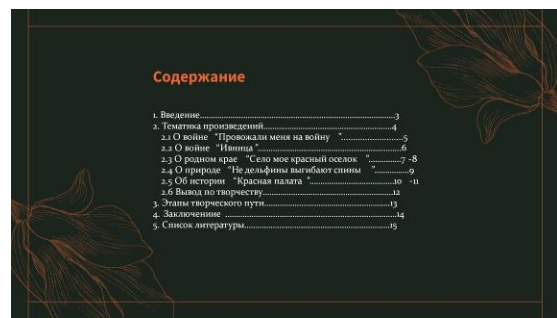 Содержание
1. Введение.................................................................3
2. Тематика произведений...........................................4
2.1 О войне “Провожали меня на войну ”.....................5
2.2 О войне “Ивница ”................................................6
2.3 О родном крае “Село мое красный оселок ”............7 -8
2.4 О природе “Не дельфины выгибают спины ”............9
2.5 Об истории “Красная палата ”............................10 -11
2.6 Вывод по творчеству............................................12
3. Этапы творческого пути..........................................13
4. Заключениие .........................................................14
5. Список литературы................................................15